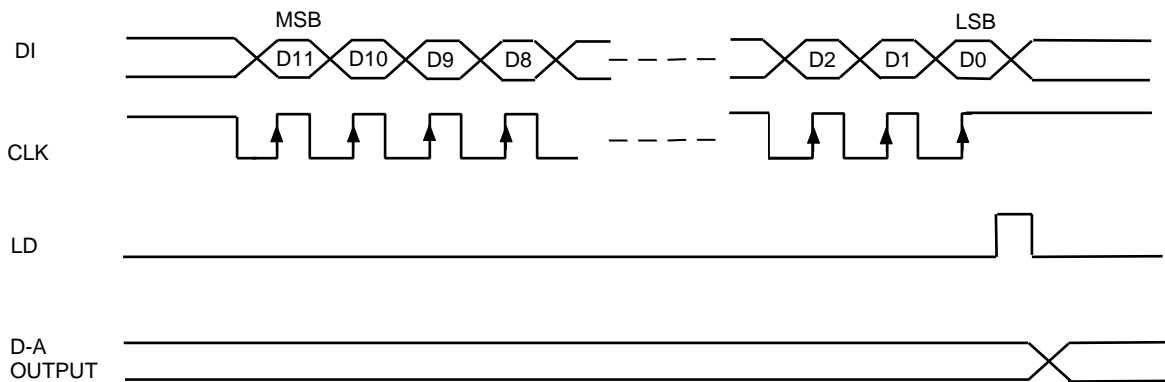 MSB
LSB
DI
D11 D10 D9 D8 D2 D1 D0
CLK
LD
D-A
OUTPUT